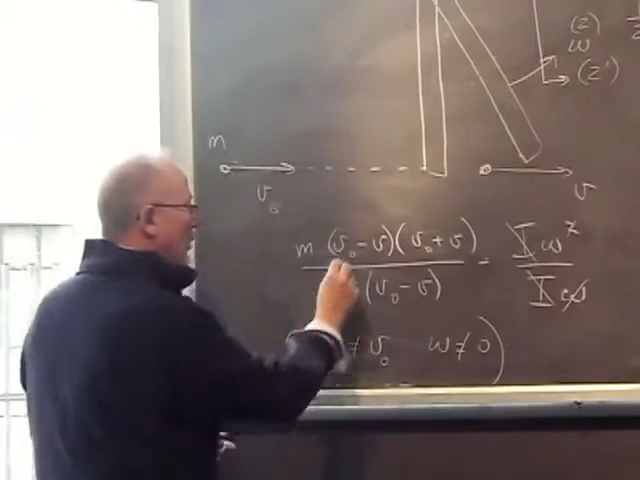 (z)
ω
(z')
m
v₀
v
m (v₀-v)(v₀+v) = I ω²
(v₀-v) I ω
≠ v₀ ω ≠ 0)